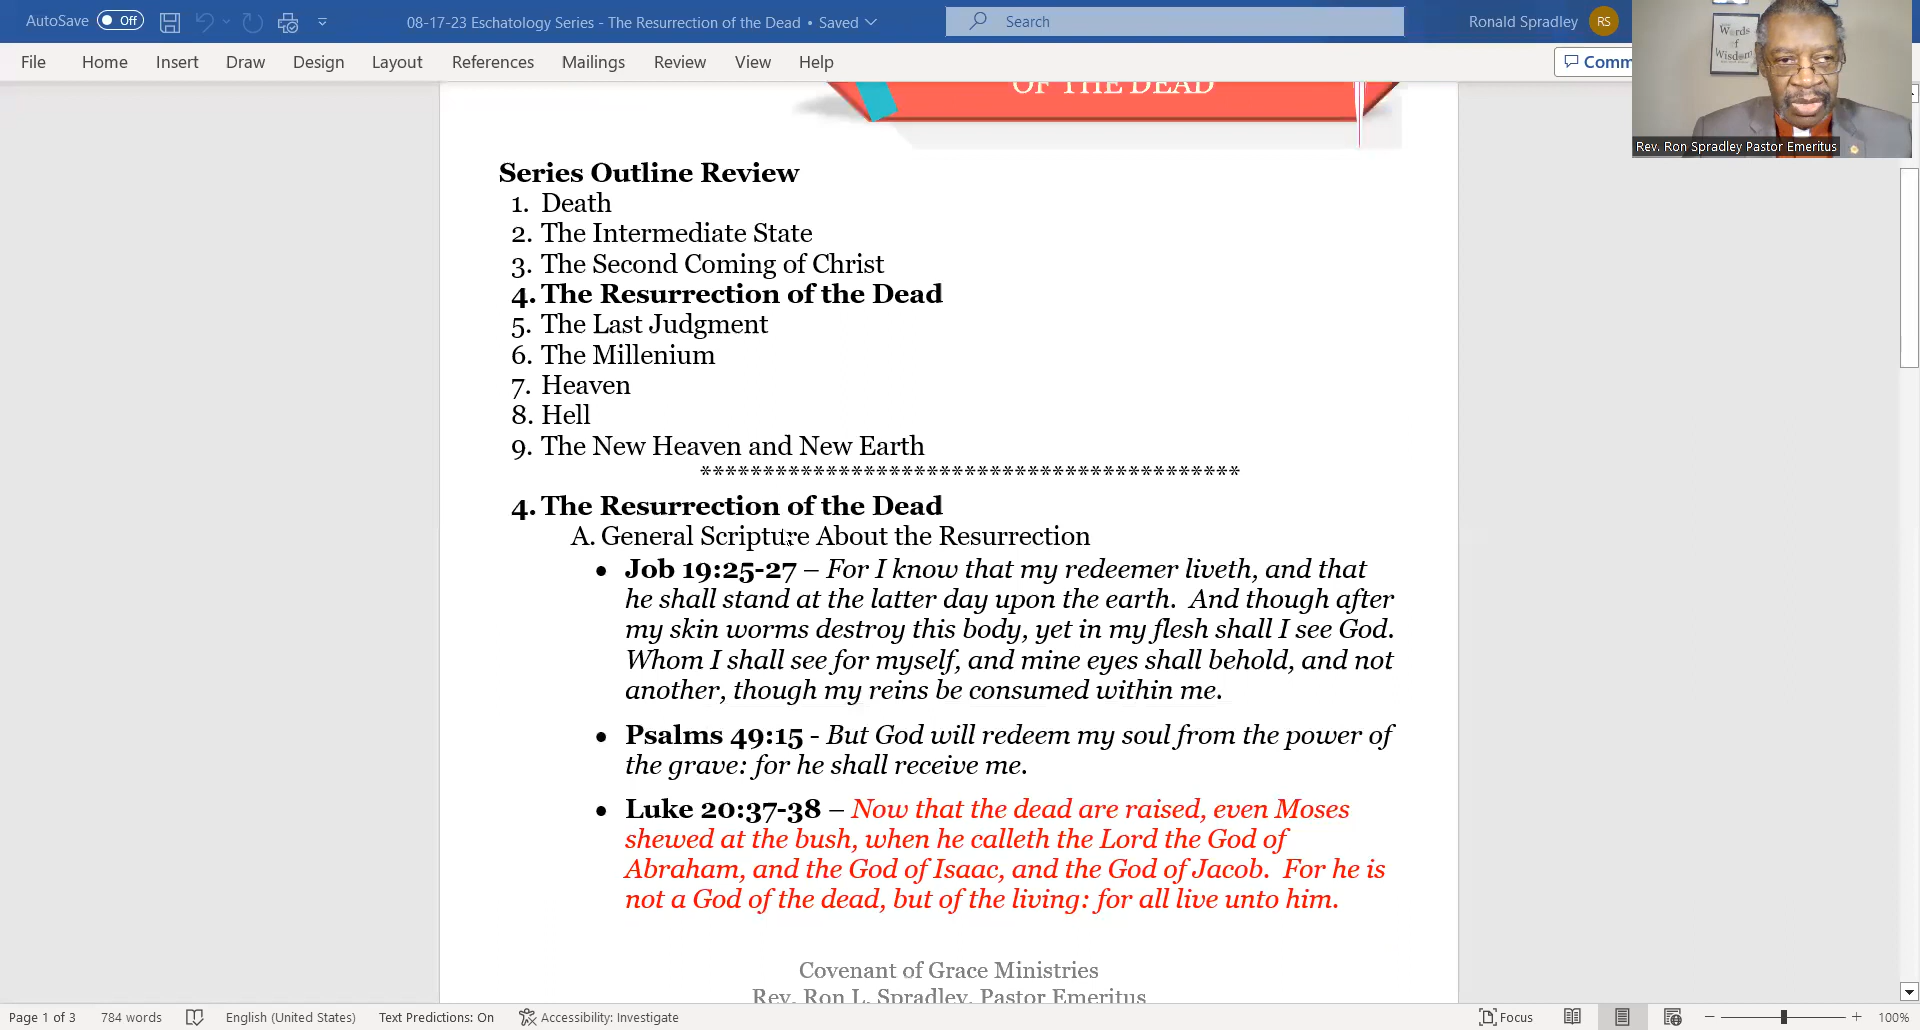 AutoSave Off 08-17-23 Eschatology Series - The Resurrection of the Dead • Saved Search Ronald Spradley RS
File Home Insert Draw Design Layout References Mailings Review View Help Comm
Words
of
Wisdom
Rev. Ron Spradley Pastor Emeritus
OF THE DEAD
Series Outline Review
1. Death
2. The Intermediate State
3. The Second Coming of Christ
4. The Resurrection of the Dead
5. The Last Judgment
6. The Millenium
7. Heaven
8. Hell
9. The New Heaven and New Earth
*******************************************
4. The Resurrection of the Dead
A. General Scripture About the Resurrection
● Job 19:25-27 – For I know that my redeemer liveth, and that
he shall stand at the latter day upon the earth. And though after
my skin worms destroy this body, yet in my flesh shall I see God.
Whom I shall see for myself, and mine eyes shall behold, and not
another, though my reins be consumed within me.
● Psalms 49:15 - But God will redeem my soul from the power of
the grave: for he shall receive me.
● Luke 20:37-38 – Now that the dead are raised, even Moses
shewed at the bush, when he calleth the Lord the God of
Abraham, and the God of Isaac, and the God of Jacob. For he is
not a God of the dead, but of the living: for all live unto him.
Covenant of Grace Ministries
Rev. Ron L. Spradley, Pastor Emeritus
Page 1 of 3 784 words English (United States) Text Predictions: On Accessibility: Investigate Focus 100%